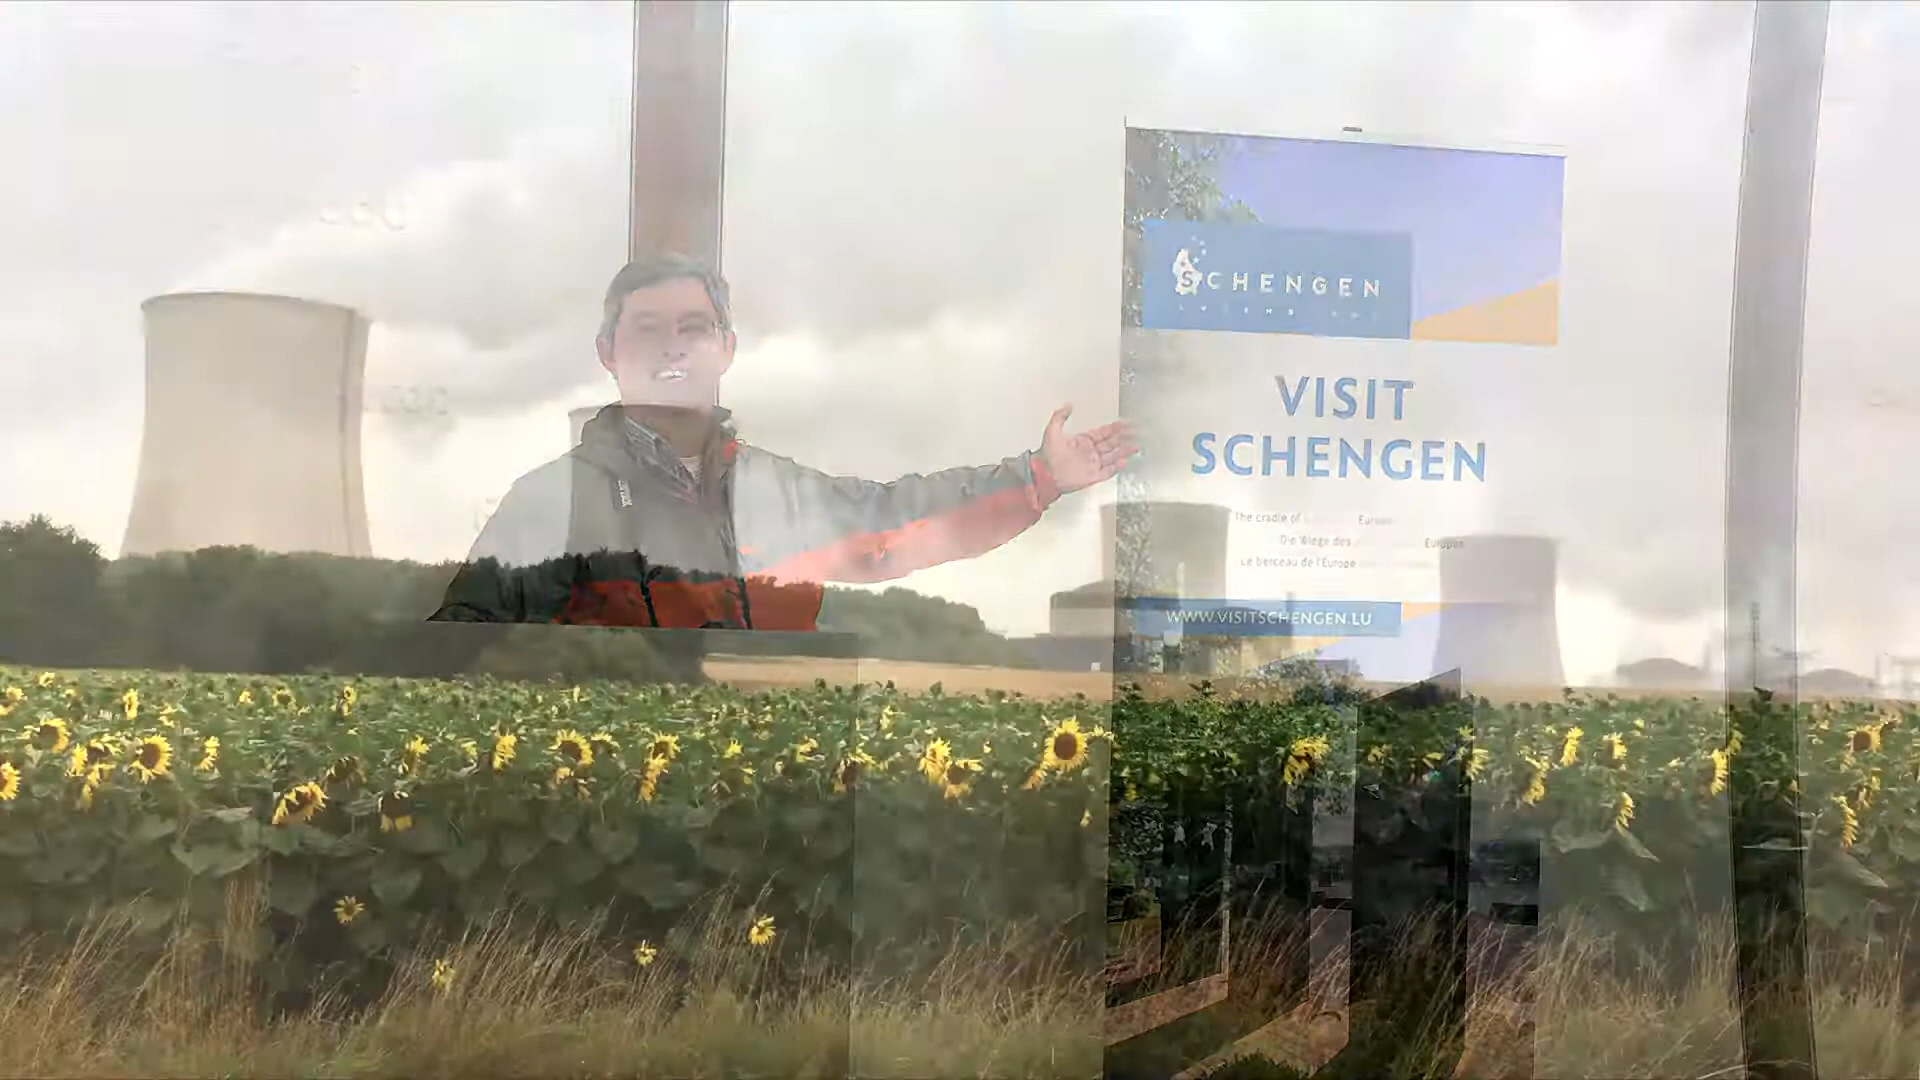 SCHENGEN
VISIT
SCHENGEN
The cradle of Europe
Die Wiege des Europas
Le berceau de l'Europe
WWW.VISITSCHENGEN.LU